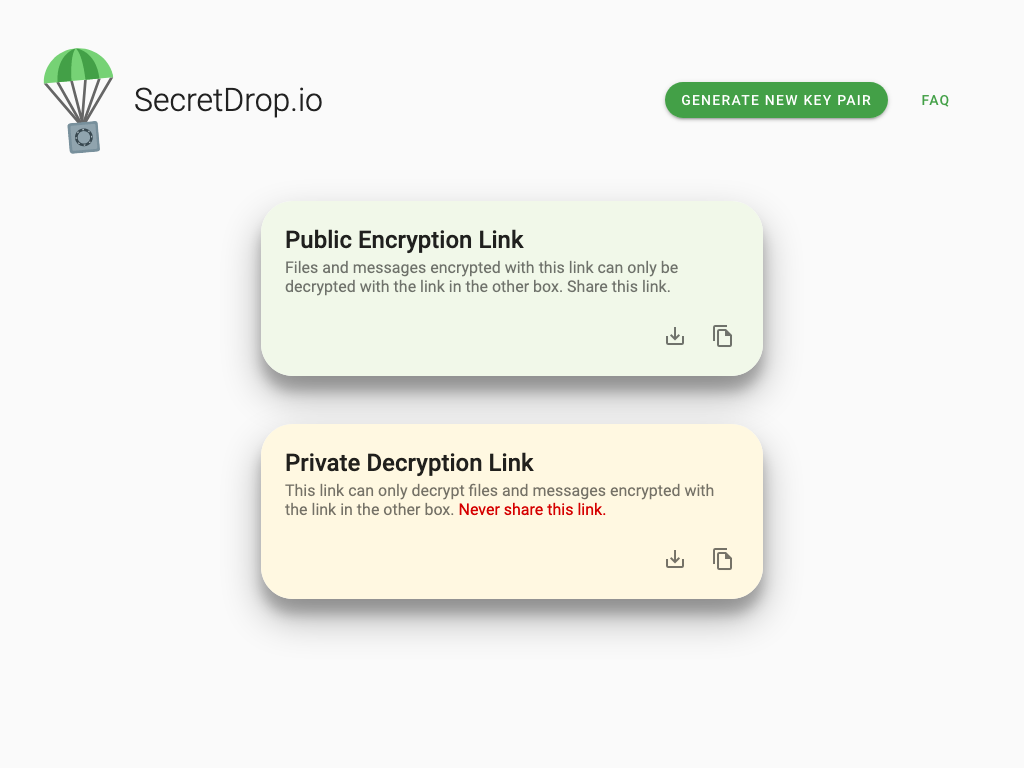 SecretDrop.io
GENERATE NEW KEY PAIR
FAQ
Public Encryption Link
Files and messages encrypted with this link can only be
decrypted with the link in the other box. Share this link.
Private Decryption Link
This link can only decrypt files and messages encrypted with
the link in the other box. Never share this link.